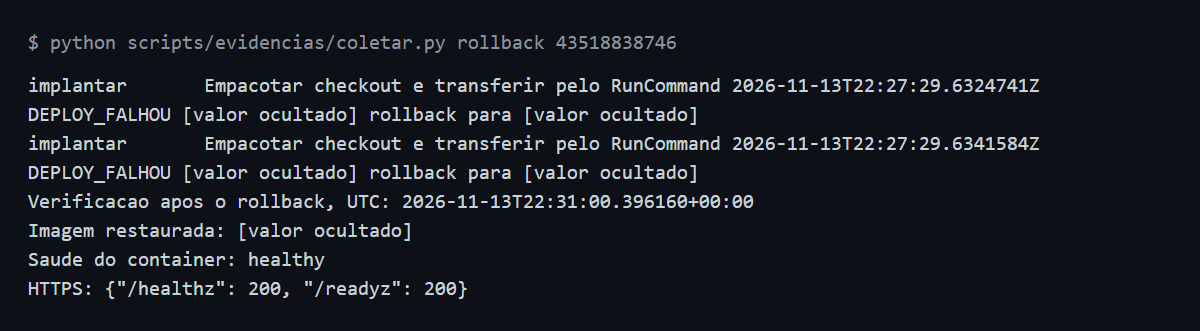 $ python scripts/evidencias/coletar.py rollback 43518838746
implantar       Empacotar checkout e transferir pelo RunCommand 2026-11-13T22:27:29.6324741Z
DEPLOY_FALHOU [valor ocultado] rollback para [valor ocultado]
implantar       Empacotar checkout e transferir pelo RunCommand 2026-11-13T22:27:29.6341584Z
DEPLOY_FALHOU [valor ocultado] rollback para [valor ocultado]
Verificacao apos o rollback, UTC: 2026-11-13T22:31:00.396160+00:00
Imagem restaurada: [valor ocultado]
Saude do container: healthy
HTTPS: {"/healthz": 200, "/readyz": 200}